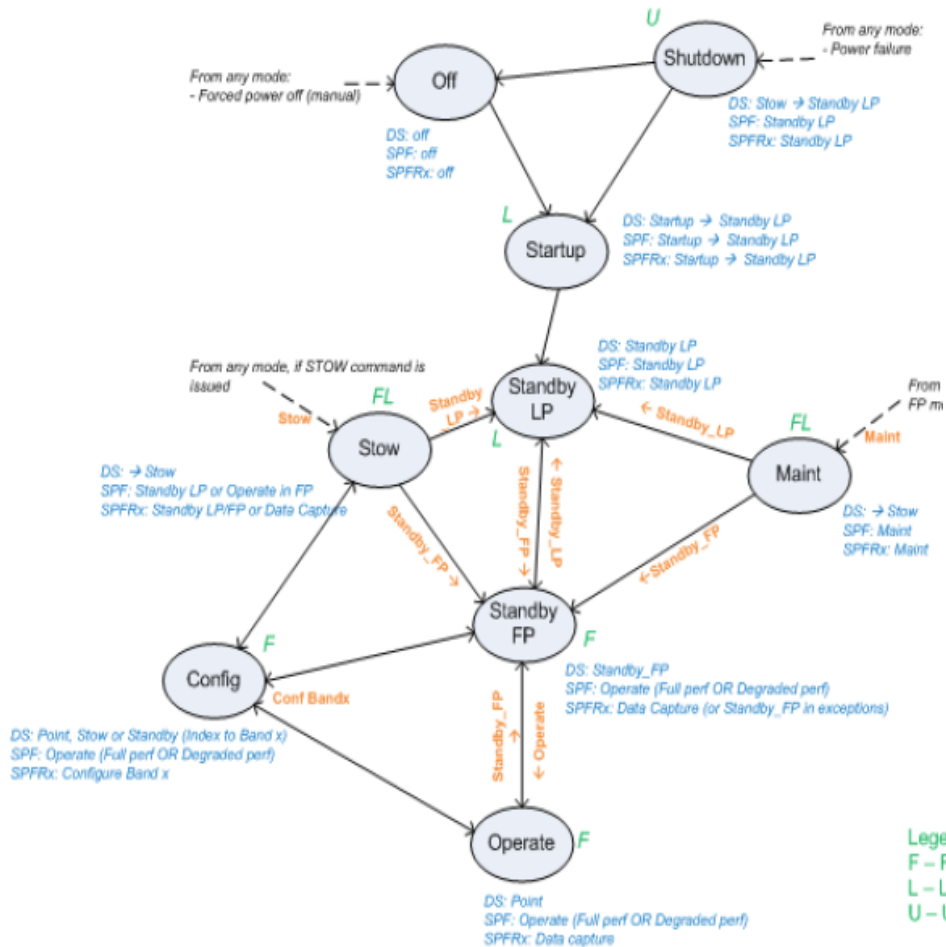 U
From any mode:
- Power failure
Shutdown
From any mode:
- Forced power off (manual)
Off
DS: Stow → Standby LP
SPF: Standby LP
SPFRx: Standby LP
DS: off
SPF: off
SPFRx: off
L
Startup
DS: Startup → Standby LP
SPF: Startup → Standby LP
SPFRx: Startup → Standby LP
DS: Standby LP
SPF: Standby LP
SPFRx: Standby LP
From any mode, if STOW command is
issued
Stow
FL
Stow
Standby
_LP →
Standby
LP
L
← Standby_LP
From
FP m
FL
Maint
Maint
DS: → Stow
SPF: Standby LP or Operate in FP
SPFRx: Standby LP/FP or Data Capture
DS: → Stow
SPF: Maint
SPFRx: Maint
Standby_FP →
Standby_FP →
← Standby_LP
←Standby_FP
Standby
FP
F
F
Config
Conf Bandx
DS: Standby_FP
SPF: Operate (Full perf OR Degraded perf)
SPFRx: Data Capture (or Standby_FP in exceptions)
DS: Point, Stow or Standby (Index to Band x)
SPF: Operate (Full perf OR Degraded perf)
SPFRx: Configure Band x
Standby_FP
→
← Operate
Operate
F
DS: Point
SPF: Operate (Full perf OR Degraded perf)
SPFRx: Data capture
Lege
F – F
L – L
U – U